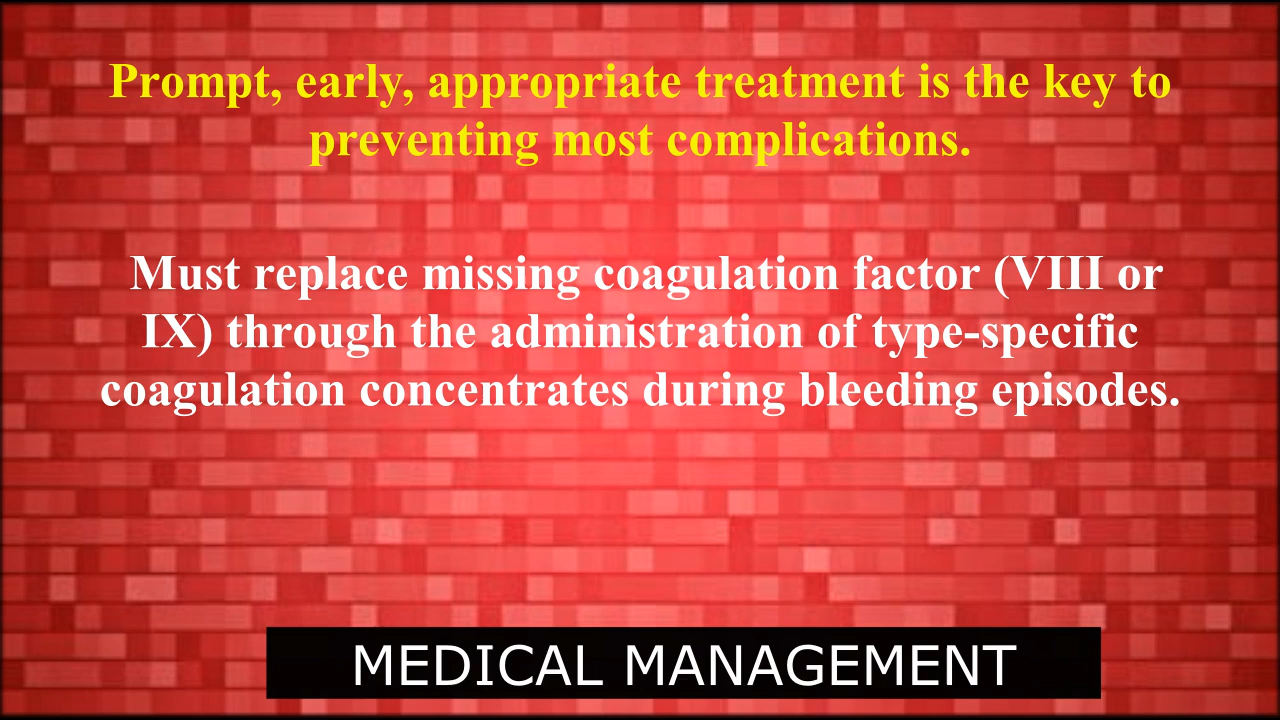 Prompt, early, appropriate treatment is the key to
preventing most complications.
Must replace missing coagulation factor (VIII or
IX) through the administration of type-specific
coagulation concentrates during bleeding episodes.
MEDICAL MANAGEMENT